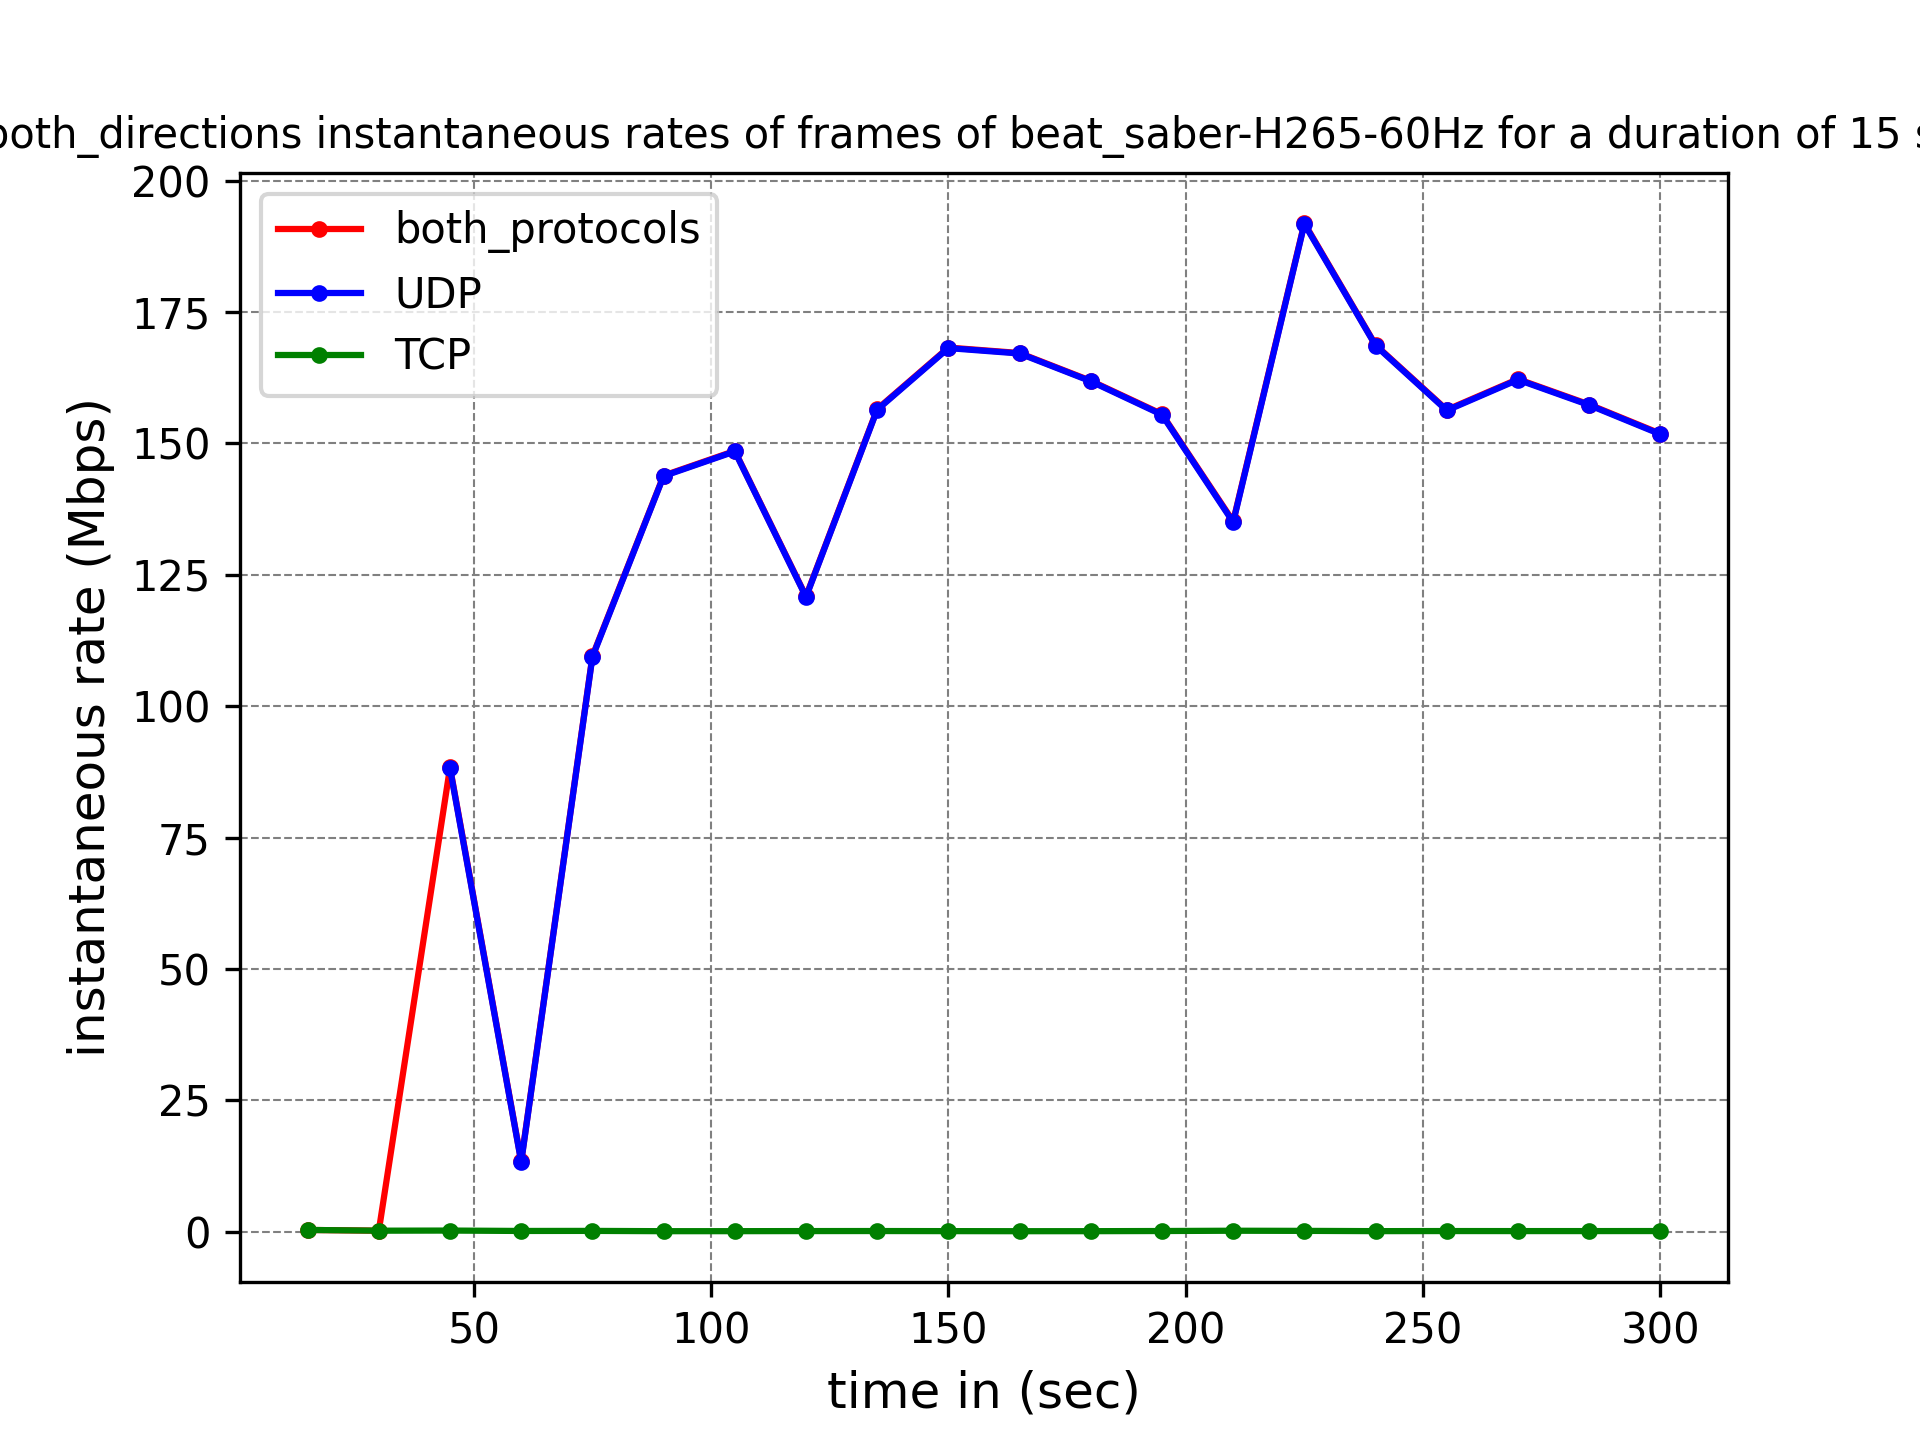 both_directions instantaneous rates of frames of beat_saber-H265-60Hz for a duration of 15
both_protocols
UDP
TCP
instantaneous rate (Mbps)
200
175
150
125
100
75
50
25
0
50 100 150 200 250 300
time in (sec)